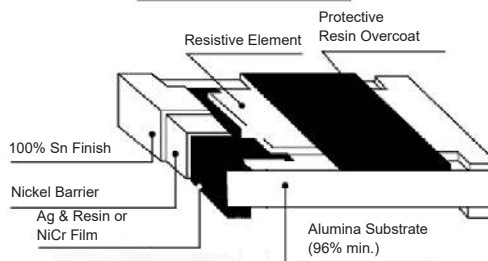 Protective
Resin Overcoat
Resistive Element
100% Sn Finish
Nickel Barrier
Ag & Resin or
NiCr Film
Alumina Substrate
(96% min.)